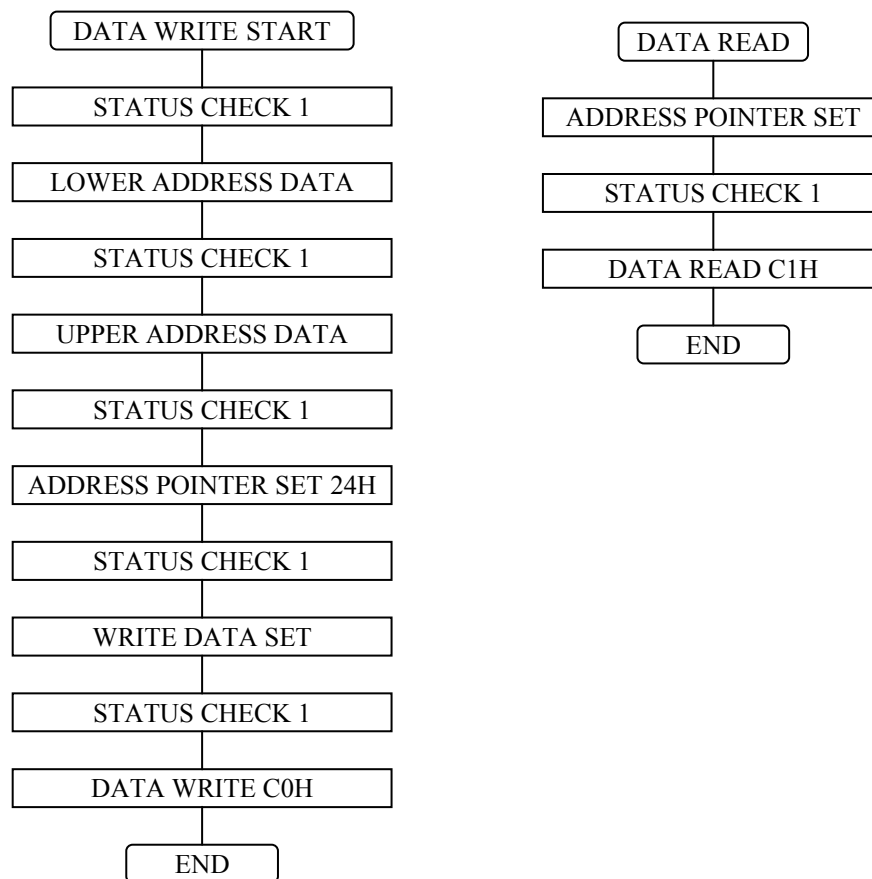 DATA WRITE START
STATUS CHECK 1
LOWER ADDRESS DATA
STATUS CHECK 1
UPPER ADDRESS DATA
STATUS CHECK 1
ADDRESS POINTER SET 24H
STATUS CHECK 1
WRITE DATA SET
STATUS CHECK 1
DATA WRITE C0H
END
DATA READ
ADDRESS POINTER SET
STATUS CHECK 1
DATA READ C1H
END